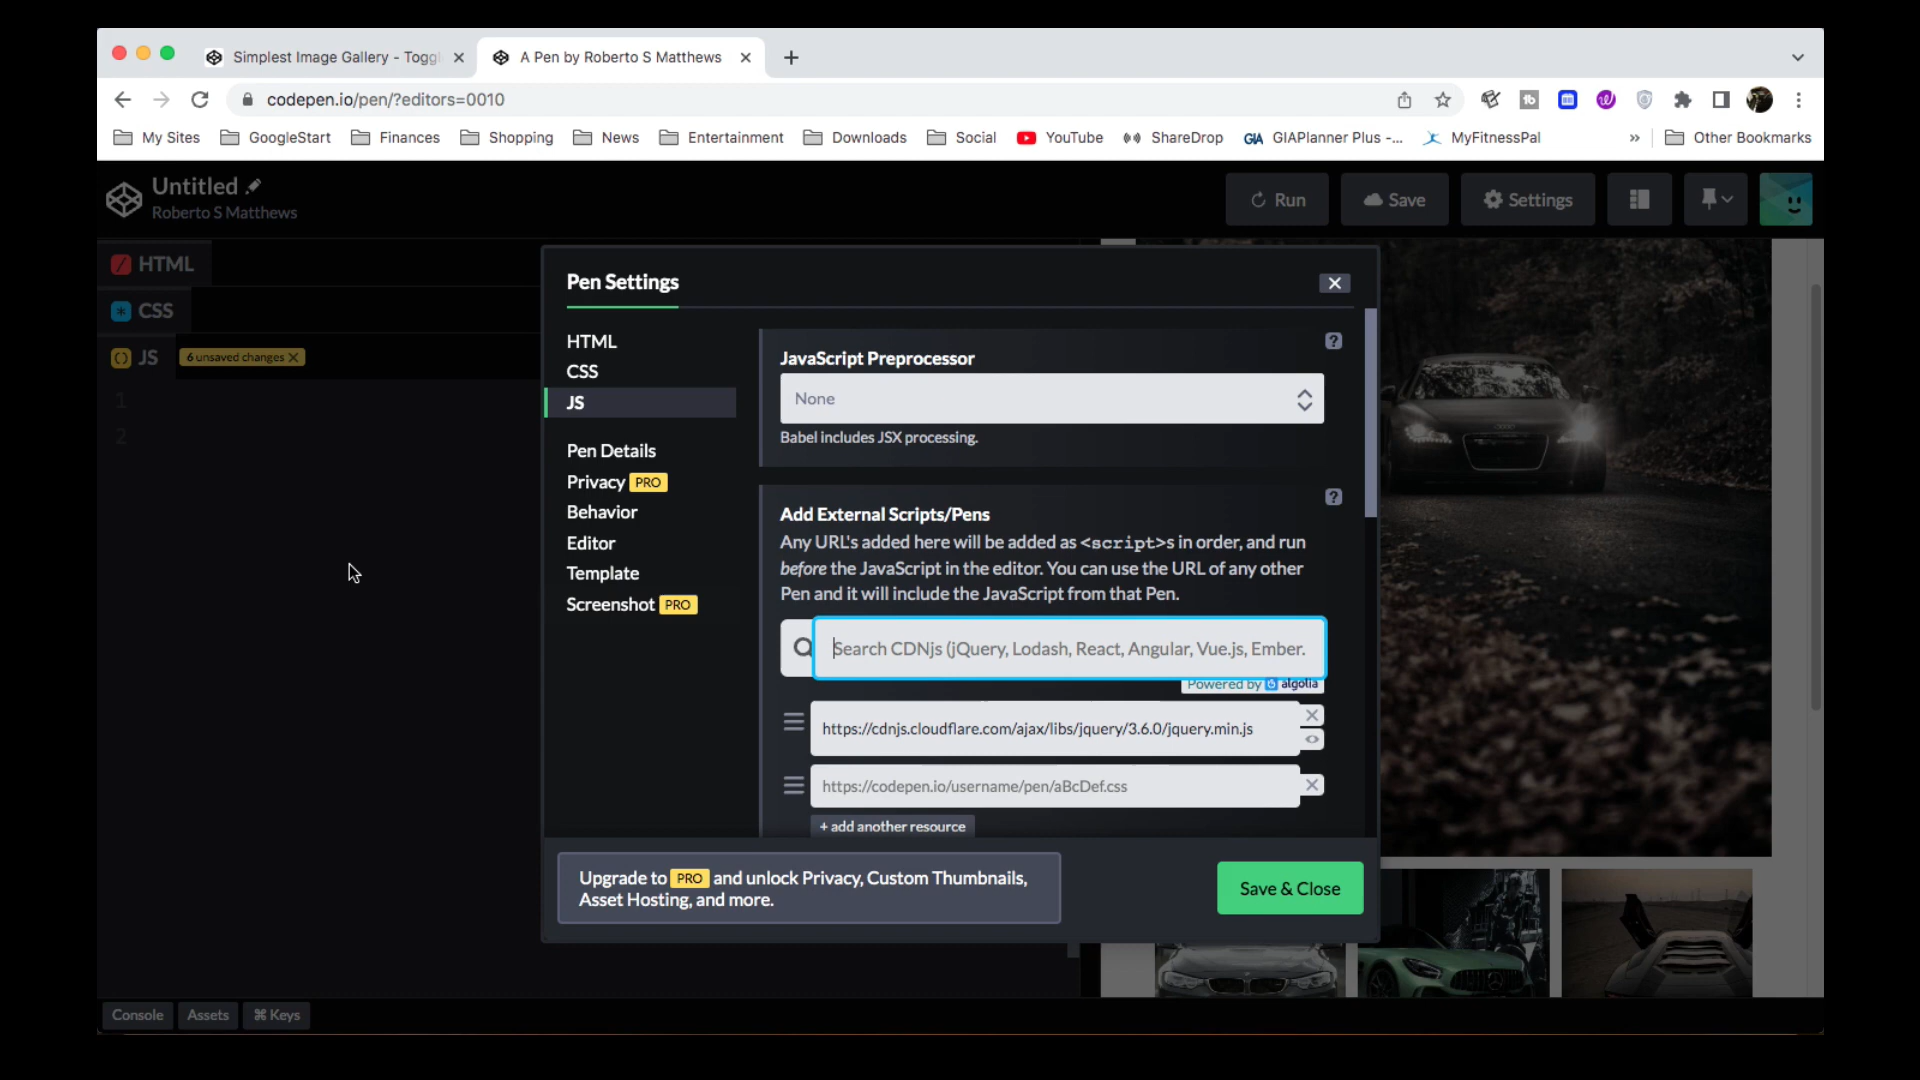 Simplest Image Gallery - Toggl
A Pen by Roberto S Matthews
codepen.io/pen/?editors=0010
My Sites
GoogleStart
Finances
Shopping
News
Entertainment
Downloads
Social
YouTube
ShareDrop
GIA GIAPlanner Plus -...
MyFitnessPal
»
Other Bookmarks
Untitled
Roberto S Matthews
Run
Save
Settings
HTML
CSS
JS
6 unsaved changes
1
2
Pen Settings
HTML
CSS
JS
Pen Details
Privacy PRO
Behavior
Editor
Template
Screenshot PRO
JavaScript Preprocessor
None
Babel includes JSX processing.
Add External Scripts/Pens
Any URL's added here will be added as <script>s in order, and run
before the JavaScript in the editor. You can use the URL of any other
Pen and it will include the JavaScript from that Pen.
Search CDNjs (jQuery, Lodash, React, Angular, Vue.js, Ember.
Powered by algolia
https://cdnjs.cloudflare.com/ajax/libs/jquery/3.6.0/jquery.min.js
https://codepen.io/username/pen/aBcDef.css
+ add another resource
Upgrade to PRO and unlock Privacy, Custom Thumbnails,
Asset Hosting, and more.
Save & Close
Console
Assets
⌘ Keys